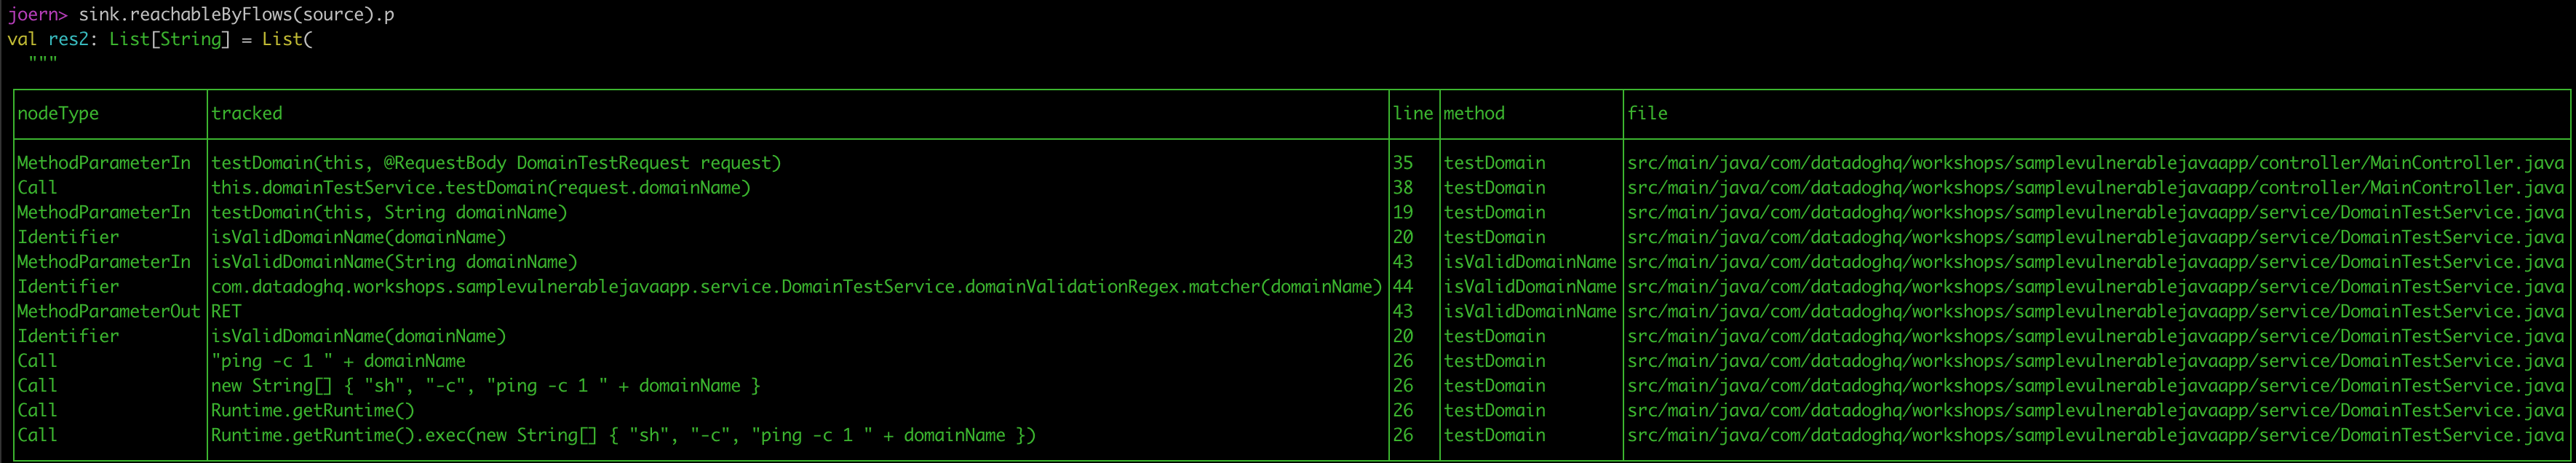 joern> sink.reachableByFlows(source).p
val res2: List[String] = List(
"""
nodeType tracked line method file
MethodParameterIn testDomain(this, @RequestBody DomainTestRequest request) 35 testDomain src/main/java/com/datadoghq/workshops/samplevulnerablejavaapp/controller/MainController.java
Call this.domainTestService.testDomain(request.domainName) 38 testDomain src/main/java/com/datadoghq/workshops/samplevulnerablejavaapp/controller/MainController.java
MethodParameterIn testDomain(this, String domainName) 19 testDomain src/main/java/com/datadoghq/workshops/samplevulnerablejavaapp/service/DomainTestService.java
Identifier isValidDomainName(domainName) 20 testDomain src/main/java/com/datadoghq/workshops/samplevulnerablejavaapp/service/DomainTestService.java
MethodParameterIn isValidDomainName(String domainName) 43 isValidDomainName src/main/java/com/datadoghq/workshops/samplevulnerablejavaapp/service/DomainTestService.java
Identifier com.datadoghq.workshops.samplevulnerablejavaapp.service.DomainTestService.domainValidationRegex.matcher(domainName) 44 isValidDomainName src/main/java/com/datadoghq/workshops/samplevulnerablejavaapp/service/DomainTestService.java
MethodParameterOut RET 43 isValidDomainName src/main/java/com/datadoghq/workshops/samplevulnerablejavaapp/service/DomainTestService.java
Identifier isValidDomainName(domainName) 20 testDomain src/main/java/com/datadoghq/workshops/samplevulnerablejavaapp/service/DomainTestService.java
Call "ping -c 1 " + domainName 26 testDomain src/main/java/com/datadoghq/workshops/samplevulnerablejavaapp/service/DomainTestService.java
Call new String[] { "sh", "-c", "ping -c 1 " + domainName } 26 testDomain src/main/java/com/datadoghq/workshops/samplevulnerablejavaapp/service/DomainTestService.java
Call Runtime.getRuntime() 26 testDomain src/main/java/com/datadoghq/workshops/samplevulnerablejavaapp/service/DomainTestService.java
Call Runtime.getRuntime().exec(new String[] { "sh", "-c", "ping -c 1 " + domainName }) 26 testDomain src/main/java/com/datadoghq/workshops/samplevulnerablejavaapp/service/DomainTestService.java